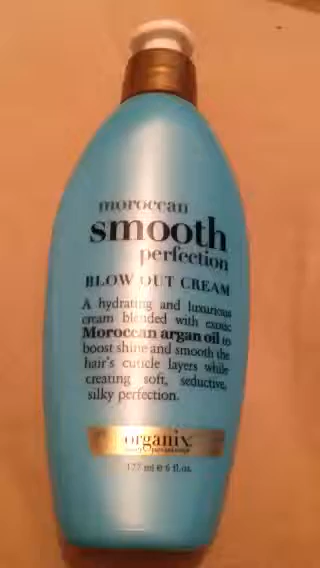 moroccan
smooth
perfection
BLOW OUT CREAM
A hydrating and luxurious
cream blended with exotic
Moroccan argan oil to
boost shine and smooth the
hair's cuticle layers while
creating soft, seductive,
silky perfection.
organix
177 ml e 6 fl. oz.